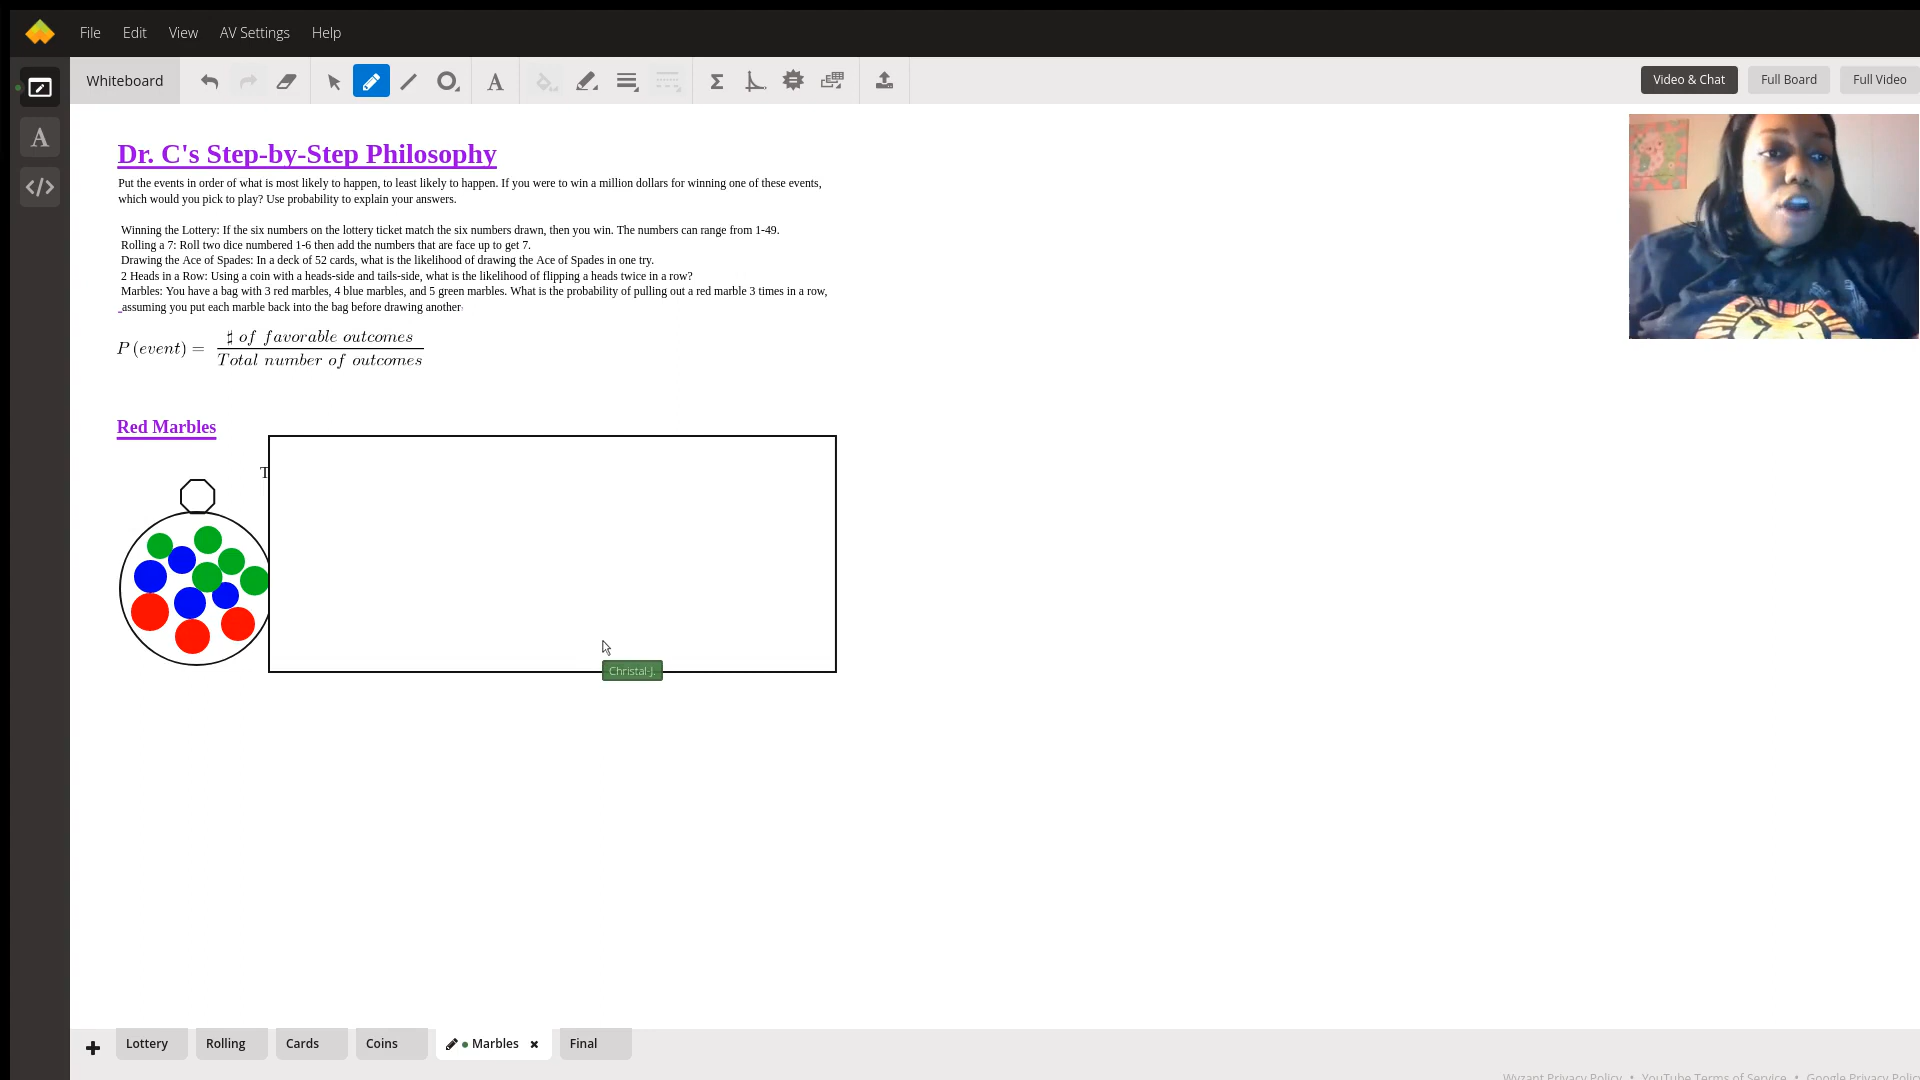 File Edit View AV Settings Help
Whiteboard
A
Σ
Video & Chat Full Board Full Video
A
</>
Dr. C's Step-by-Step Philosophy
Put the events in order of what is most likely to happen, to least likely to happen. If you were to win a million dollars for winning one of these events,
which would you pick to play? Use probability to explain your answers.
Winning the Lottery: If the six numbers on the lottery ticket match the six numbers drawn, then you win. The numbers can range from 1-49.
Rolling a 7: Roll two dice numbered 1-6 then add the numbers that are face up to get 7.
Drawing the Ace of Spades: In a deck of 52 cards, what is the likelihood of drawing the Ace of Spades in one try.
2 Heads in a Row: Using a coin with a heads-side and tails-side, what is the likelihood of flipping a heads twice in a row?
Marbles: You have a bag with 3 red marbles, 4 blue marbles, and 5 green marbles. What is the probability of pulling out a red marble 3 times in a row,
assuming you put each marble back into the bag before drawing another
P (event) = ♯ of favorable outcomes / Total number of outcomes
Red Marbles
T
Christal-J.
Lottery Rolling Cards Coins Marbles × Final
Wyzant Privacy Policy • YouTube Terms of Service • Google Privacy Policy